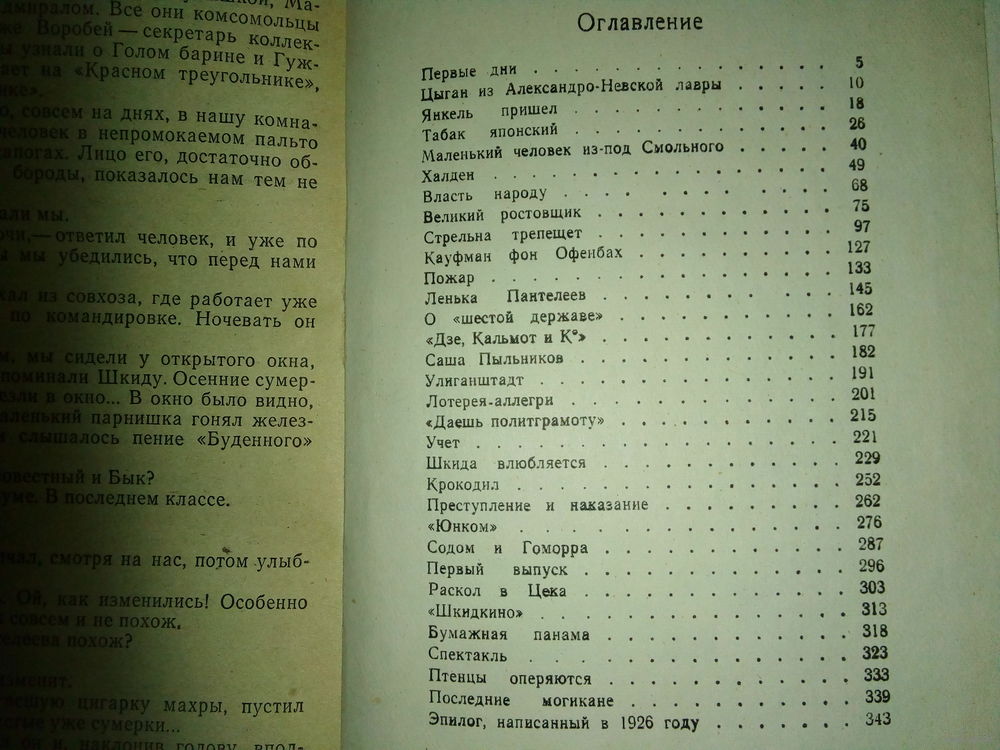 Ма-
дмиралом. Все они комсомольцы
Воробей — секретарь коллек-
узнали о Голом барине и Гуж-
на «Красном треугольнике»,
совсем на днях, в нашу комна-
человек в непромокаемом пальто
Лицо его, достаточно об-
бороды, показалось нам тем не
али мы.
ответил человек, и уже по
мы убедились, что перед нами
из совхоза, где работает уже
по командировке. Ночевать он
мы сидели у открытого окна,
поминали Шкиду. Осенние сумер-
в окно... В окно было видно,
аленький парнишка гонял желез-
слышалось пение «Буденного»
и Бык?
В последнем классе.
смотря на нас, потом улыб-
Ой, как изменились! Особенно
совсем и не похож.
похож?
цигарку махры, пустил
уже сумерки...
наклонив голову, впол-
Оглавление
Первые дни . . . . . . . . . . . . . . 5
Цыган из Александро-Невской лавры . . . . . 10
Янкель пришел . . . . . . . . . . . . 18
Табак японский . . . . . . . . . . . . 26
Маленький человек из-под Смольного . . . . . 40
Халден . . . . . . . . . . . . . . . 49
Власть народу . . . . . . . . . . . . 68
Великий ростовщик . . . . . . . . . . . 75
Стрельна трепещет . . . . . . . . . . . 97
Кауфман фон Офенбах . . . . . . . . . . 127
Пожар . . . . . . . . . . . . . . . 133
Ленька Пантелеев . . . . . . . . . . . 145
О «шестой державе» . . . . . . . . . . 162
«Дзе, Кальмот и К°» . . . . . . . . . . 177
Саша Пыльников . . . . . . . . . . . . 182
Улиганштадт . . . . . . . . . . . . . 191
Лотерея-аллегри . . . . . . . . . . . . 201
«Даешь политграмоту» . . . . . . . . . . 215
Учет . . . . . . . . . . . . . . . . 221
Шкида влюбляется . . . . . . . . . . . 229
Крокодил . . . . . . . . . . . . . . 252
Преступление и наказание . . . . . . . . 262
«Юнком» . . . . . . . . . . . . . . 276
Содом и Гоморра . . . . . . . . . . . 287
Первый выпуск . . . . . . . . . . . . 296
Раскол в Цека . . . . . . . . . . . . 303
«Шкидкино» . . . . . . . . . . . . . 313
Бумажная панама . . . . . . . . . . . 318
Спектакль . . . . . . . . . . . . . . 323
Птенцы оперяются . . . . . . . . . . . 333
Последние могикане . . . . . . . . . . 339
Эпилог, написанный в 1926 году . . . . . . . 343